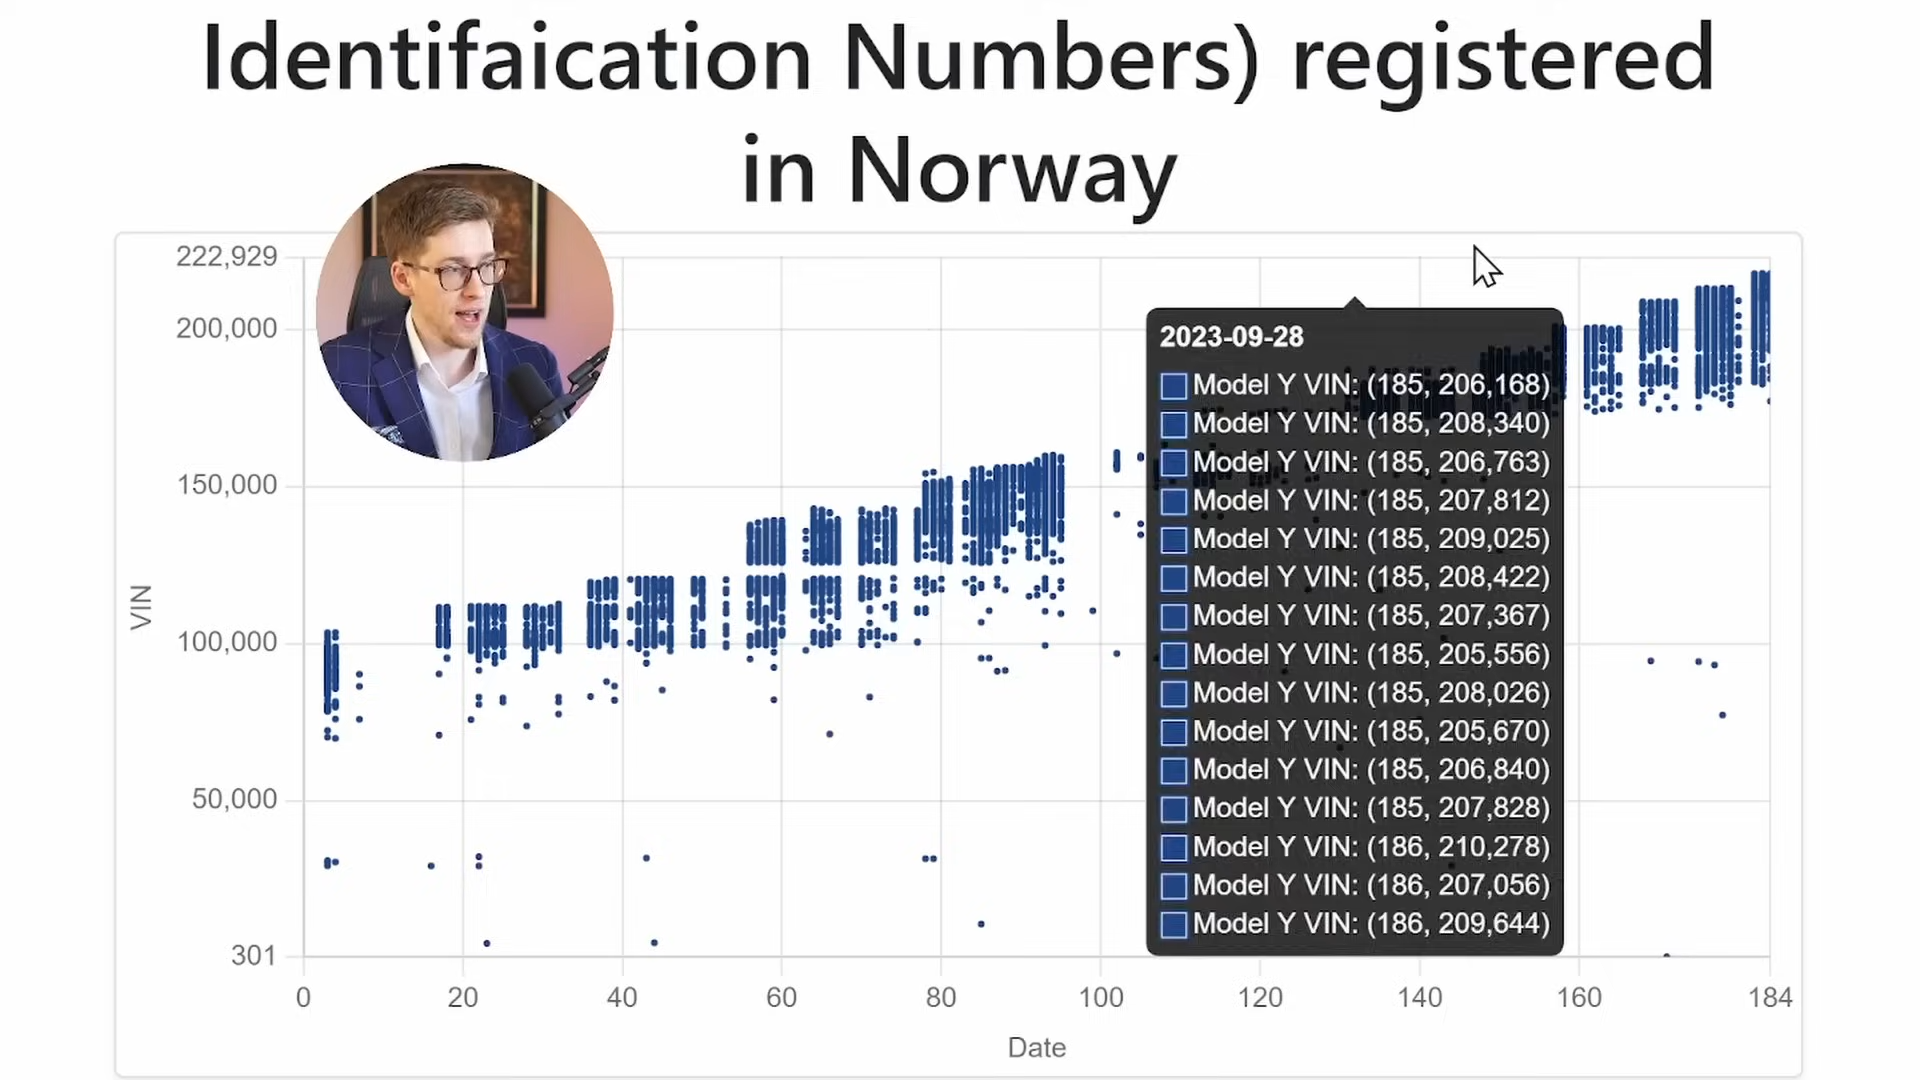 Identifaication Numbers) registered
in Norway
222,929
200,000
150,000
100,000
50,000
301
VIN
2023-09-28
Model Y VIN: (185, 206,168)
Model Y VIN: (185, 208,340)
Model Y VIN: (185, 206,763)
Model Y VIN: (185, 207,812)
Model Y VIN: (185, 209,025)
Model Y VIN: (185, 208,422)
Model Y VIN: (185, 207,367)
Model Y VIN: (185, 205,556)
Model Y VIN: (185, 208,026)
Model Y VIN: (185, 205,670)
Model Y VIN: (185, 206,840)
Model Y VIN: (185, 207,828)
Model Y VIN: (186, 210,278)
Model Y VIN: (186, 207,056)
Model Y VIN: (186, 209,644)
0 20 40 60 80 100 120 140 160 184
Date